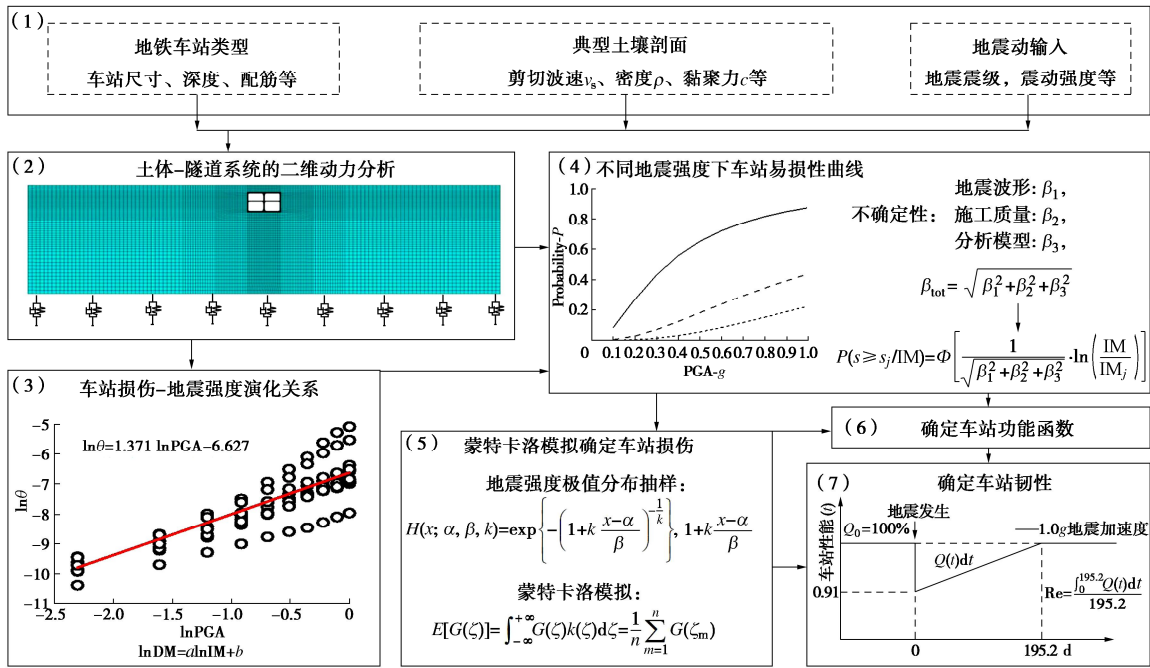 (1)
地铁车站类型
车站尺寸、深度、配筋等
典型土壤剖面
剪切波速vs、密度ρ、黏聚力c等
地震动输入
地震震级，震动强度等
(2)
土体-隧道系统的二维动力分析
(3)
车站损伤-地震强度演化关系
-5
-6
-7
-8
-9
-10
-11
lnθ
lnθ=1.371 lnPGA-6.627
-2.5
-2.0
-1.5
-1.0
-0.5
0
lnPGA
lnDM=alnIM+b
(4)不同地震强度下车站易损性曲线
1.0
0.8
0.6
0.4
0.2
0
Probability-P
0.1 0.2 0.3 0.4 0.5 0.6 0.7 0.8 0.9 1.0
PGA-g
不确定性：
地震波形: β₁,
施工质量: β₂,
分析模型: β₃,
βtot=√(β₁²+β₂²+β₃²)
P(s≥sj/IM)=Φ[1/√(β₁²+β₂²+β₃²)·ln(IM/IMj)]
(5)
蒙特卡洛模拟确定车站损伤
地震强度极值分布抽样：
H(x; α, β, k)=exp{-(1+k (x-α)/β)^(-1/k)}, 1+k (x-α)/β
蒙特卡洛模拟：
E[G(ζ)]=∫₋∞⁺∞G(ζ)k(ζ)dζ=1/n ∑ₘ₌₁ⁿ G(ζm)
(6)
确定车站功能函数
(7)
确定车站韧性
地震发生
车站性能(t)
Q₀=100%
1.0g地震加速度
Q(t)dt
0.91
Re=∫₀¹⁹⁵·²Q(t)dt/195.2
0
195.2 d